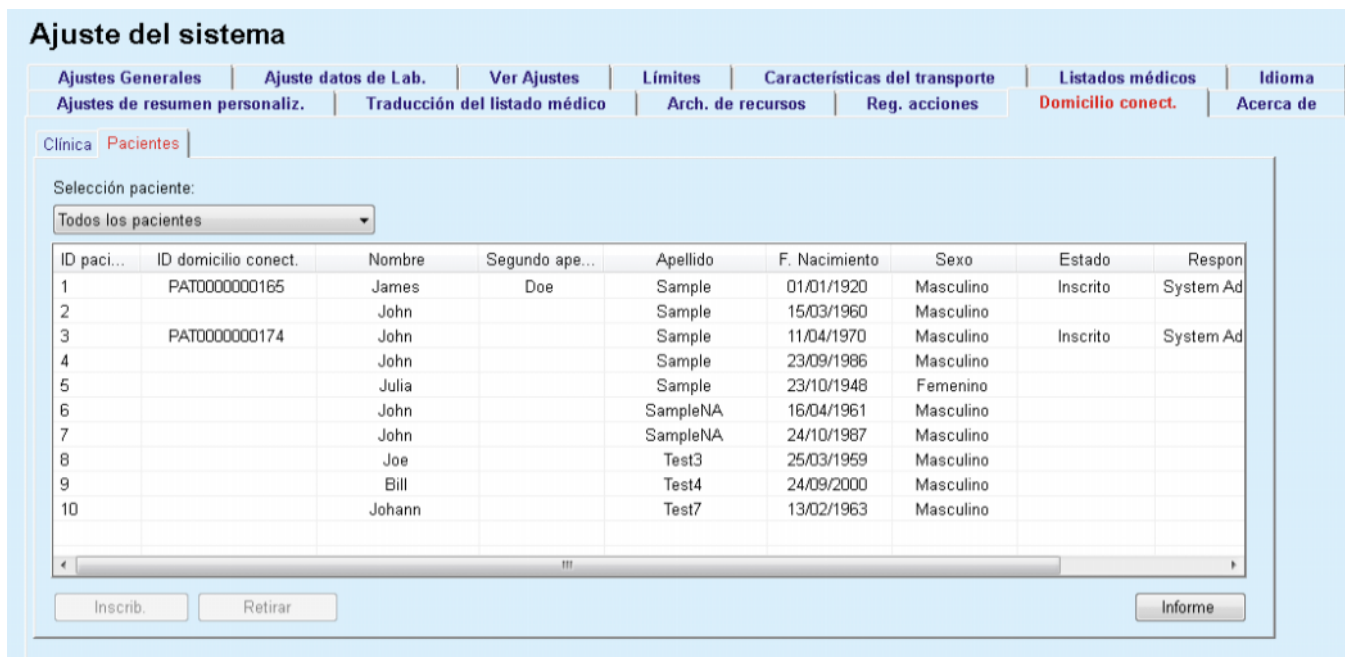 Ajuste del sistema
Ajustes Generales Ajuste datos de Lab. Ver Ajustes Límites Características del transporte Listados médicos Idioma
Ajustes de resumen personaliz. Traducción del listado médico Arch. de recursos Reg. acciones Domicilio conect. Acerca de
Clínica Pacientes
Selección paciente:
Todos los pacientes
ID paci... ID domicilio conect. Nombre Segundo ape... Apellido F. Nacimiento Sexo Estado Respon
1 PAT0000000165 James Doe Sample 01/01/1920 Masculino Inscrito System Ad
2 John Sample 15/03/1960 Masculino
3 PAT0000000174 John Sample 11/04/1970 Masculino Inscrito System Ad
4 John Sample 23/09/1986 Masculino
5 Julia Sample 23/10/1948 Femenino
6 John SampleNA 16/04/1961 Masculino
7 John SampleNA 24/10/1987 Masculino
8 Joe Test3 25/03/1959 Masculino
9 Bill Test4 24/09/2000 Masculino
10 Johann Test7 13/02/1963 Masculino
Inscrib. Retirar Informe